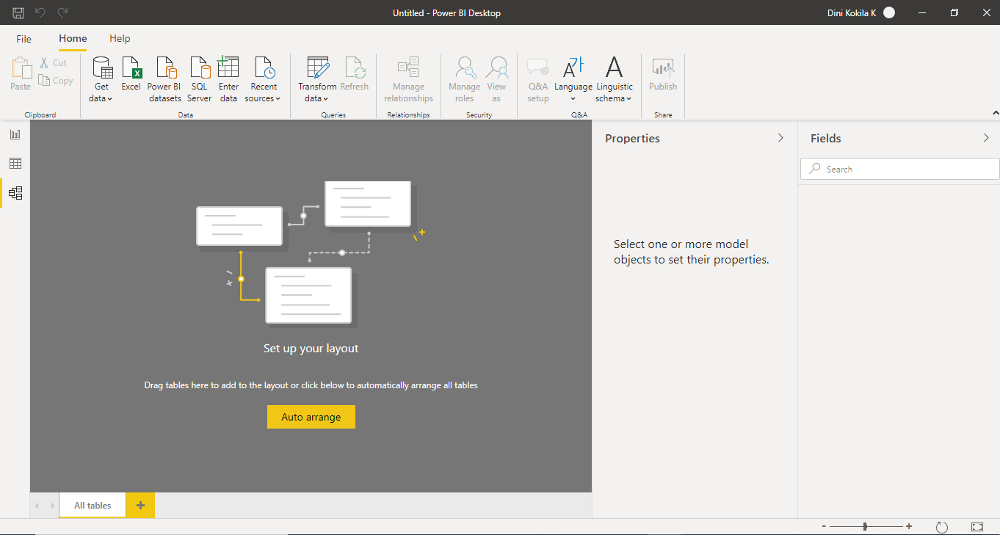 Untitled - Power BI Desktop
Dini Kokila K
File
Home
Help
Paste
Cut
Copy
Clipboard
Get data
Excel
Power BI datasets
SQL Server
Enter data
Recent sources
Data
Transform data
Refresh
Queries
Manage relationships
Relationships
Manage roles
View as
Security
Q&A setup
Language
Linguistic schema
Q&A
Publish
Share
Set up your layout
Drag tables here to add to the layout or click below to automatically arrange all tables
Auto arrange
Properties
Select one or more model
objects to set their properties.
Fields
Search
All tables